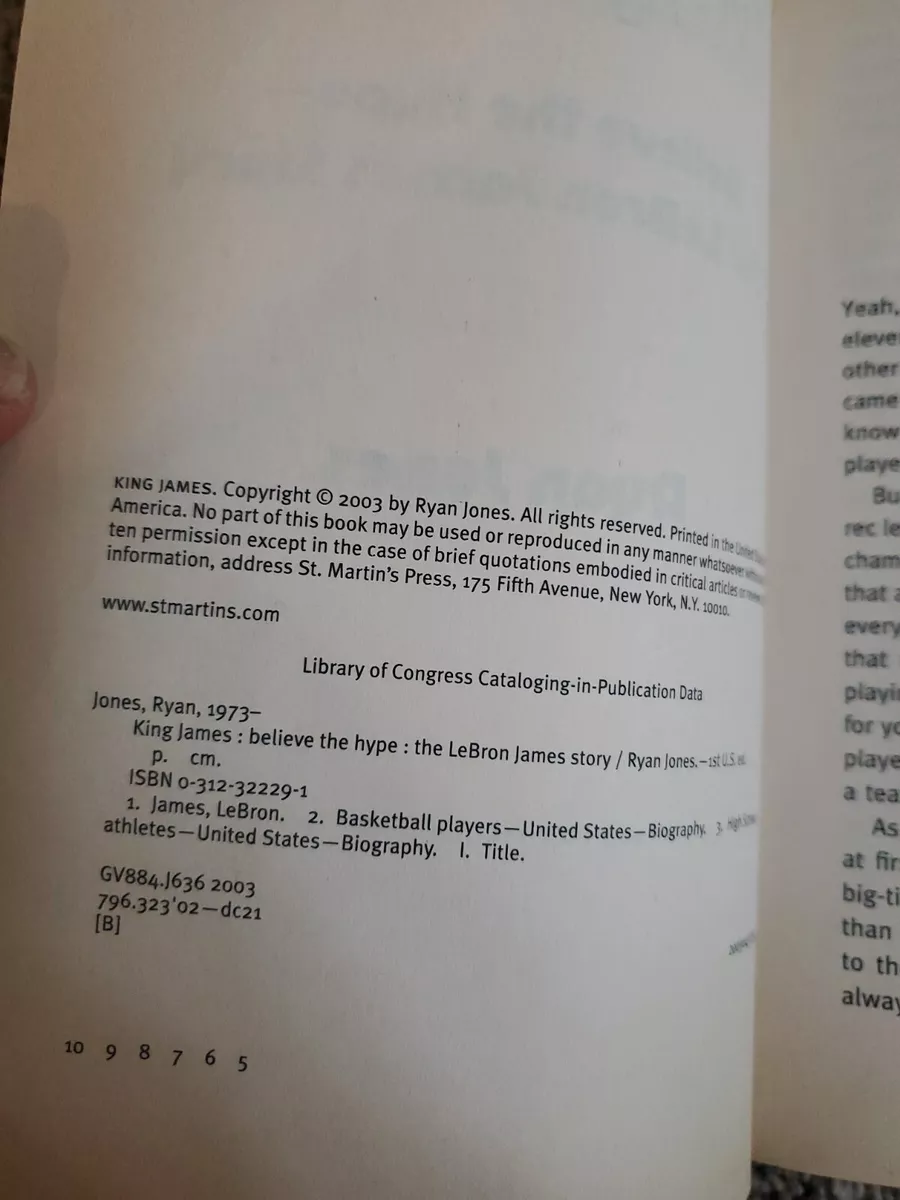 KING JAMES. Copyright © 2003 by Ryan Jones. All rights reserved. Printed in the United
America. No part of this book may be used or reproduced in any manner whatsoever
ten permission except in the case of brief quotations embodied in critical articles or
information, address St. Martin's Press, 175 Fifth Avenue, New York, N.Y. 10010.
www.stmartins.com
Library of Congress Cataloging-in-Publication Data
Jones, Ryan, 1973–
King James : believe the hype : the LeBron James story / Ryan Jones.—1st U.S. ed.
p. cm.
ISBN 0-312-32229-1
1. James, LeBron. 2. Basketball players—United States—Biography. 3. High
athletes—United States—Biography. I. Title.
GV884.J636 2003
796.323'02—dc21
[B]
10 9 8 7 6 5
Yeah,
eleve
other
came
know
playe
Bu
rec le
cham
that a
every
that
playi
for yo
playe
a tea
As
at fir
big-ti
than
to th
alway